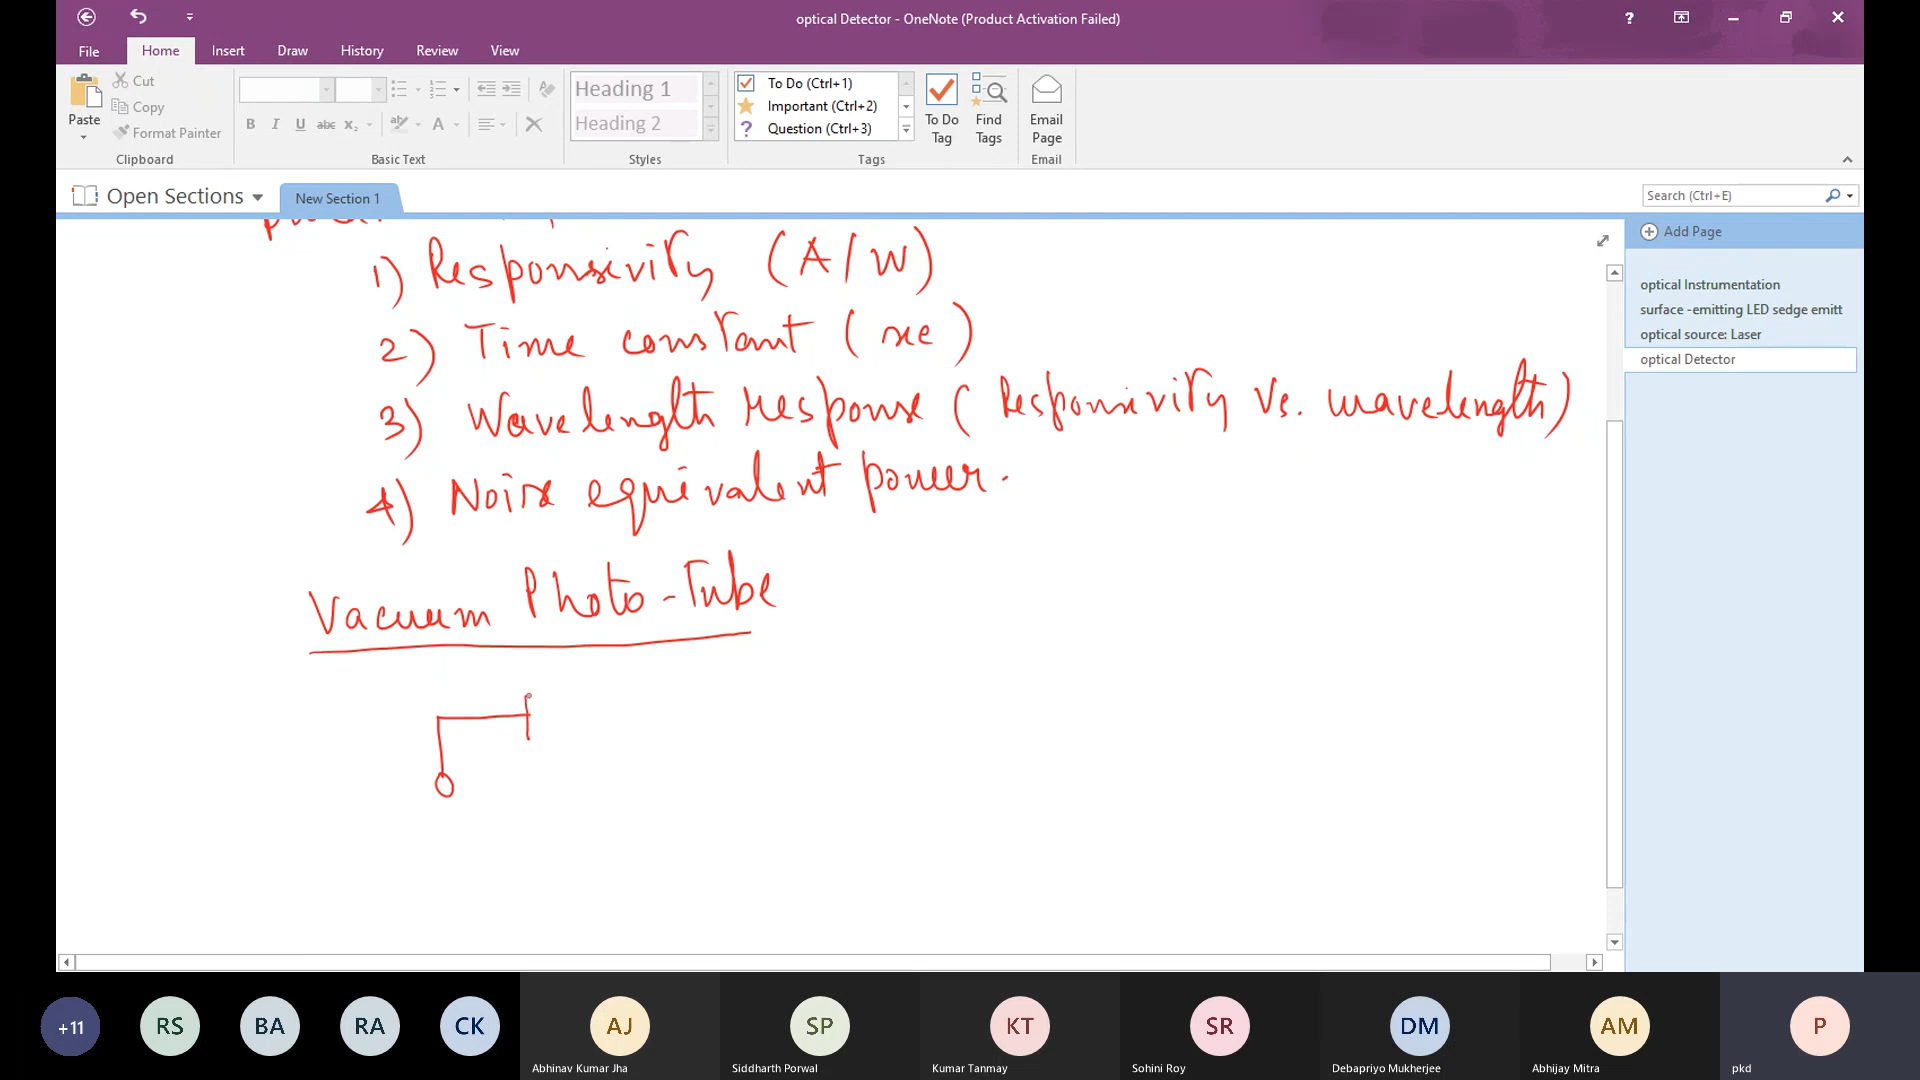 optical Detector - OneNote (Product Activation Failed)
?
File Home Insert Draw History Review View
Paste
Cut
Copy
Format Painter
Clipboard
B I U abc x₂ ab A
Basic Text
Heading 1
Heading 2
Styles
To Do (Ctrl+1)
Important (Ctrl+2)
? Question (Ctrl+3)
To Do Tag
Find Tags
Tags
Email Page
Email
Open Sections
New Section 1
Search (Ctrl+E)
Add Page
optical Instrumentation
surface -emitting LED sedge emitt
optical source: Laser
optical Detector
1) Responsivity (A/W)
2) Time constant (sec)
3) Wavelength response (Responsivity Vs. wavelength)
4) Noise equivalent power.
Vacuum Photo-Tube
+11 RS BA RA CK AJ SP KT SR DM AM P
Abhinav Kumar Jha Siddharth Porwal Kumar Tanmay Sohini Roy Debapriyo Mukherjee Abhijay Mitra pkd